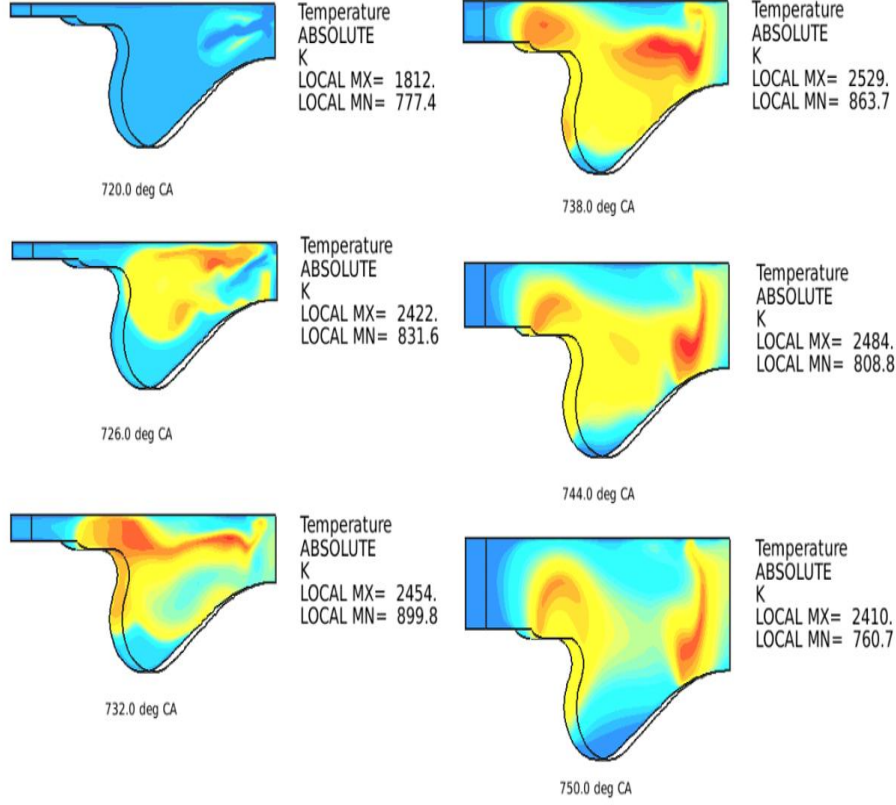 Temperature
ABSOLUTE
K
LOCAL MX= 1812.
LOCAL MN= 777.4
720.0 deg CA
Temperature
ABSOLUTE
K
LOCAL MX= 2422.
LOCAL MN= 831.6
726.0 deg CA
Temperature
ABSOLUTE
K
LOCAL MX= 2454.
LOCAL MN= 899.8
732.0 deg CA
Temperature
ABSOLUTE
K
LOCAL MX= 2529.
LOCAL MN= 863.7
738.0 deg CA
Temperature
ABSOLUTE
K
LOCAL MX= 2484.
LOCAL MN= 808.8
744.0 deg CA
Temperature
ABSOLUTE
K
LOCAL MX= 2410.
LOCAL MN= 760.7
750.0 deg CA